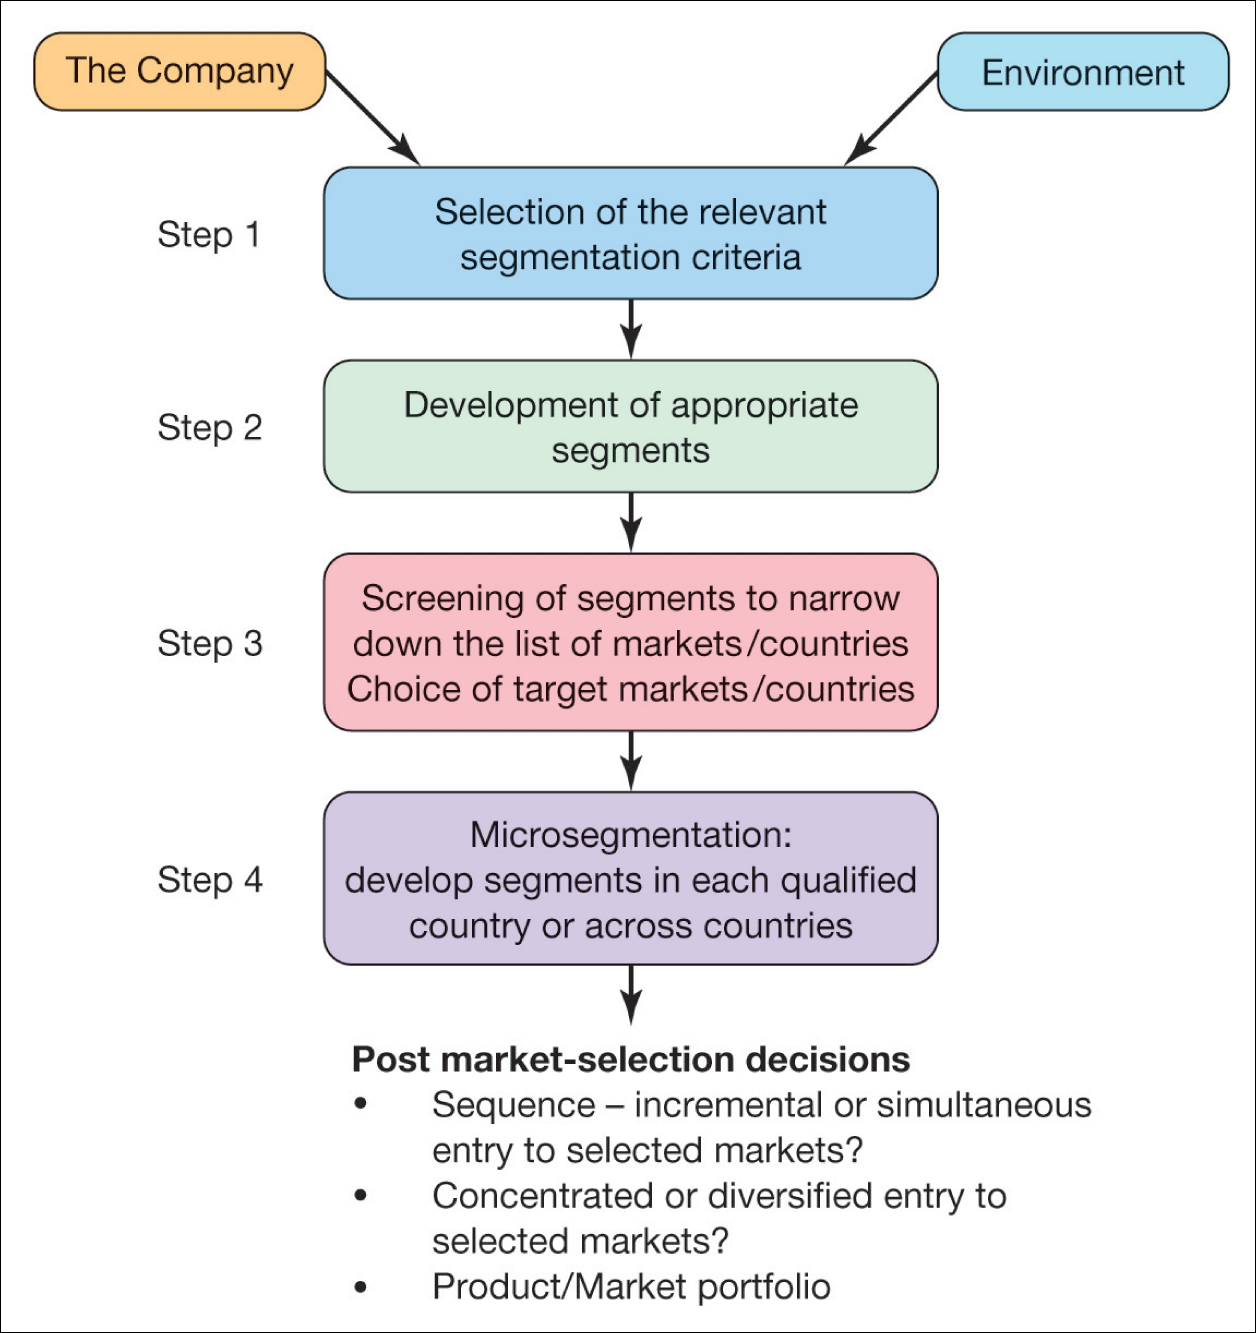 The Company
Environment
Step 1
Selection of the relevant
segmentation criteria
Step 2
Development of appropriate
segments
Step 3
Screening of segments to narrow
down the list of markets/countries
Choice of target markets/countries
Step 4
Microsegmentation:
develop segments in each qualified
country or across countries
Post market-selection decisions
• Sequence – incremental or simultaneous
entry to selected markets?
• Concentrated or diversified entry to
selected markets?
• Product/Market portfolio